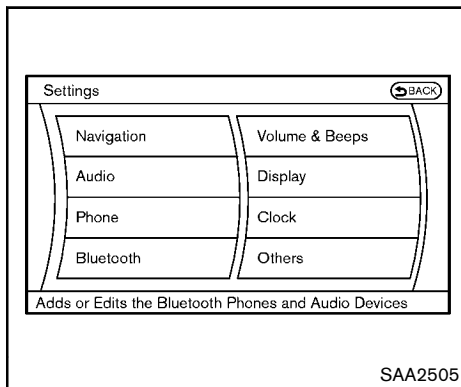 Settings
BACK
Navigation
Volume & Beeps
Audio
Display
Phone
Clock
Bluetooth
Others
Adds or Edits the Bluetooth Phones and Audio Devices
SAA2505